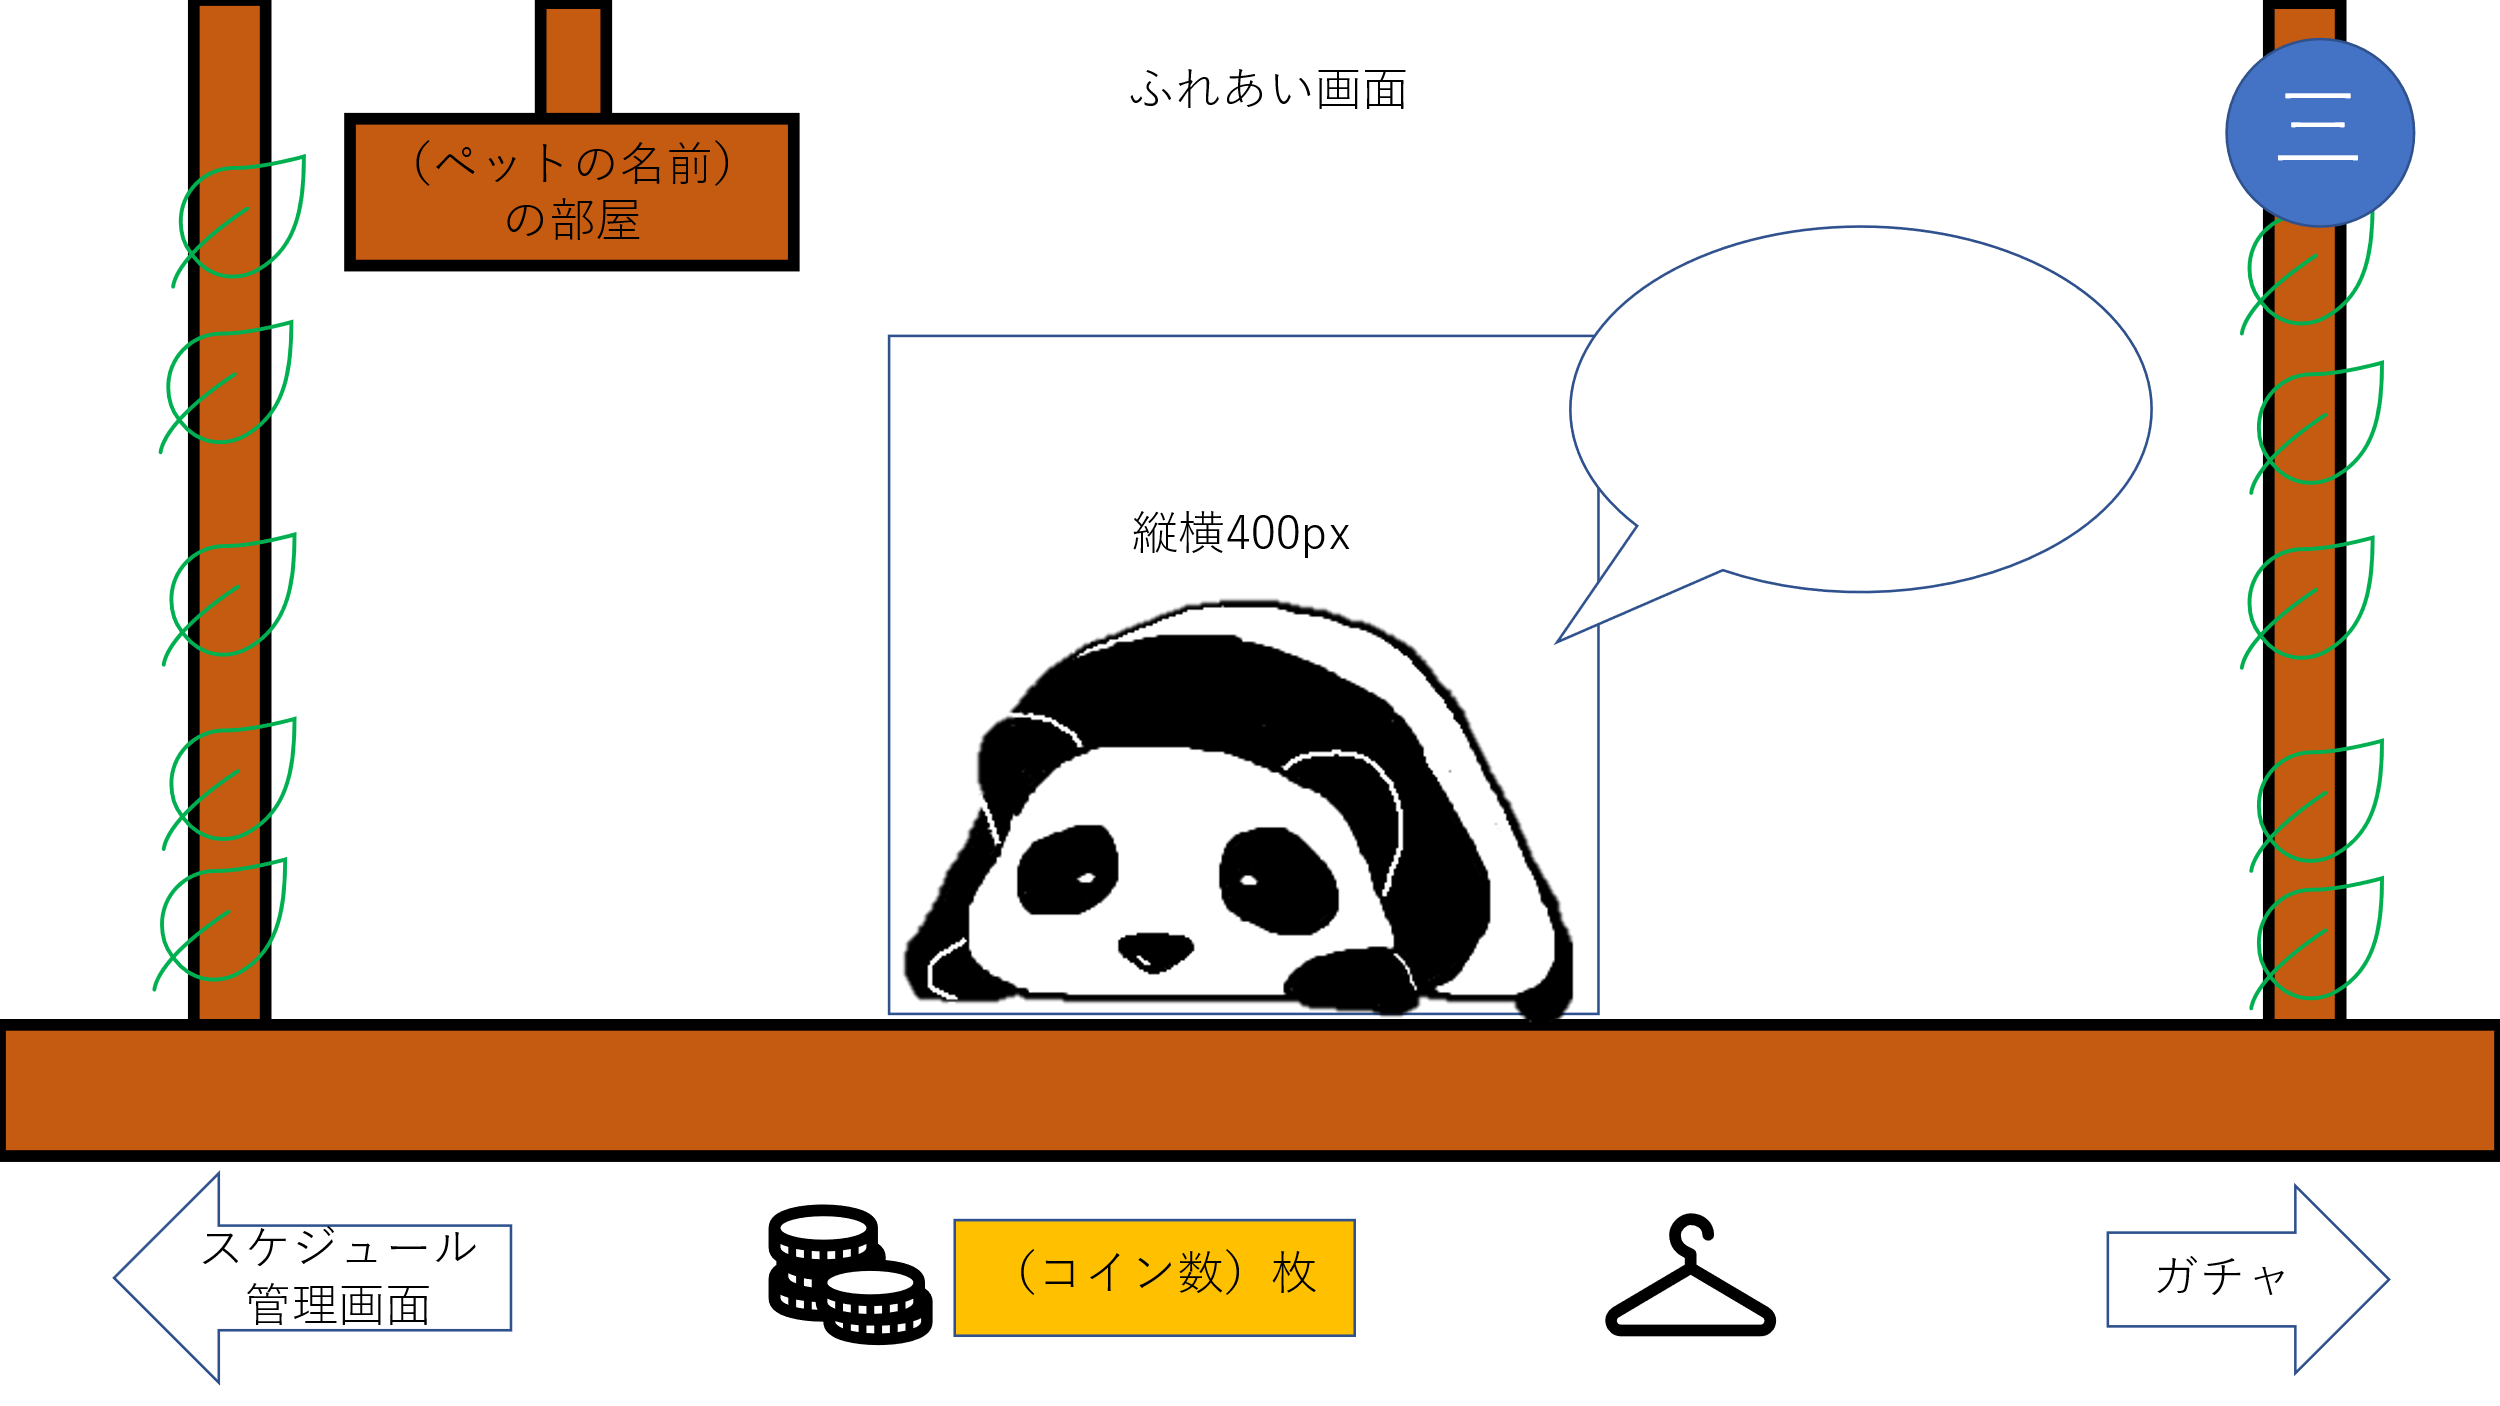 ふれあい画面
三
（ペットの名前）
の部屋
縦横400px
スケジュール
管理画面
（コイン数）枚
ガチャ